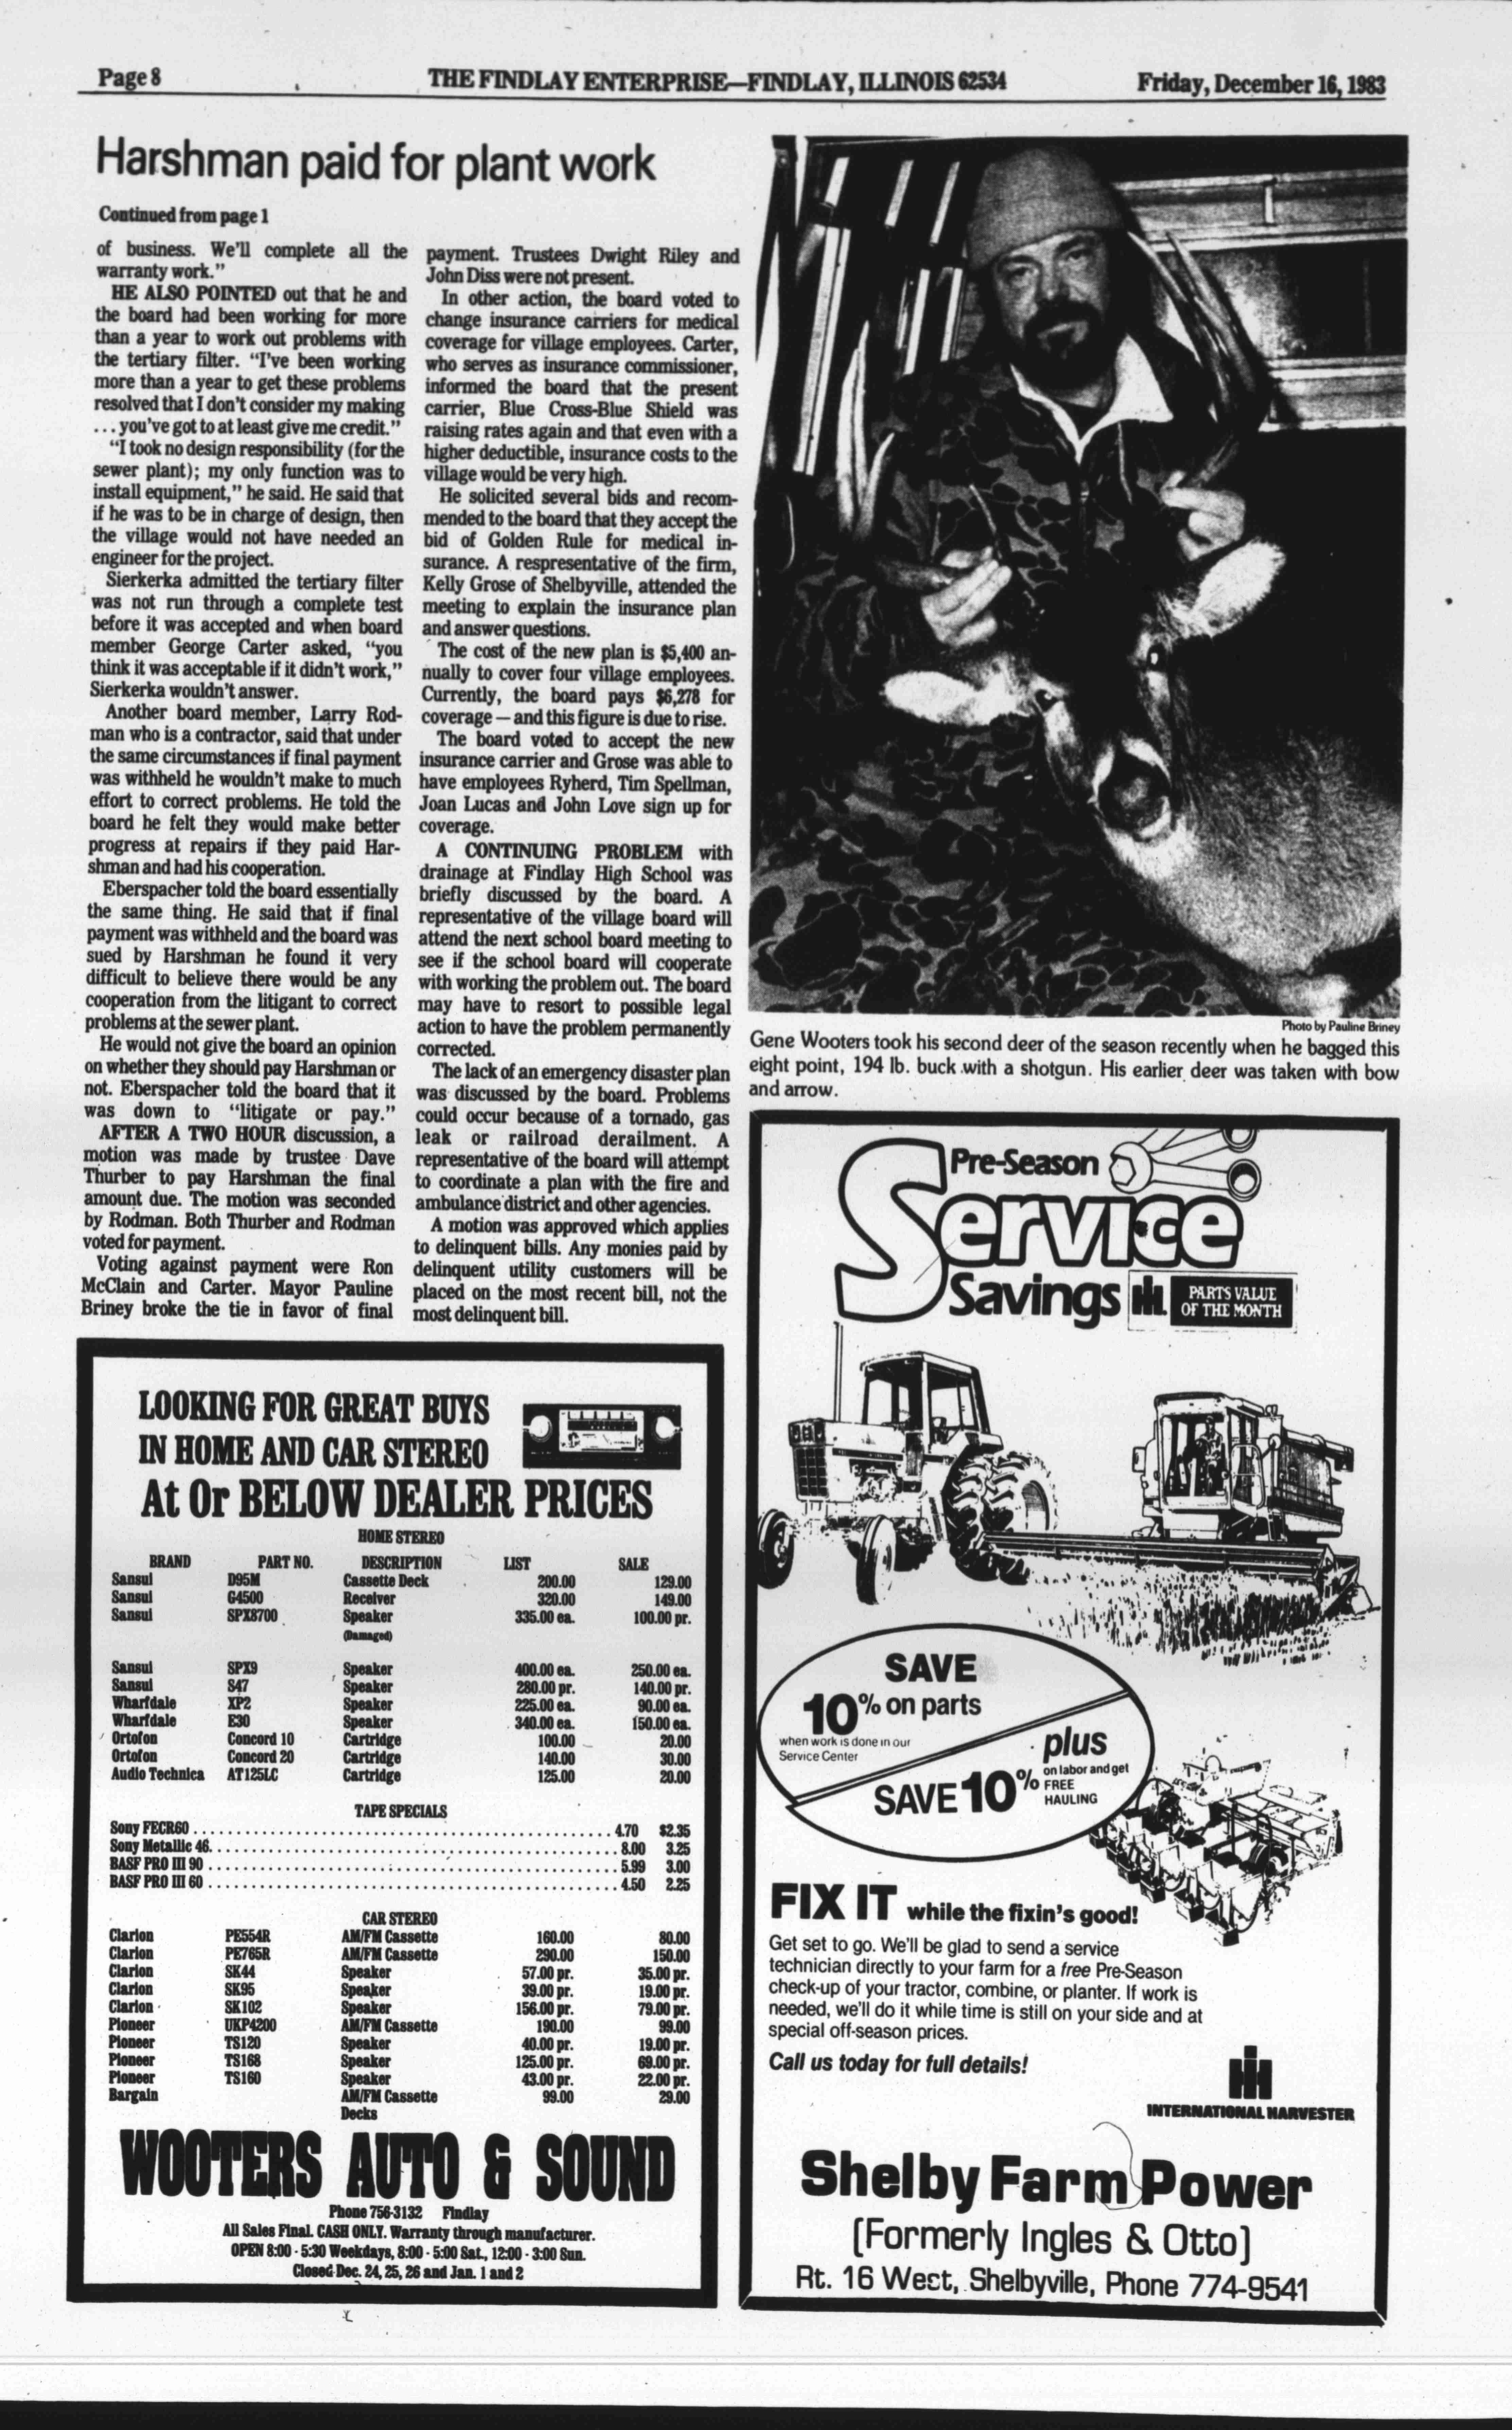 Page 8
THE FINDLAY ENTERPRISE—FINDLAY, ILLINOIS 62534
Friday, December 16, 1983
Harshman paid for plant work
Continued from page 1
of business. We'll complete all the
warranty work."
HE ALSO POINTED out that he and
the board had been working for more
than a year to work out problems with
the tertiary filter. "I've been working
more than a year to get these problems
resolved that I don't consider my making
...you've got to at least give me credit."
"I took no design responsibility (for the
sewer plant); my only function was to
install equipment," he said. He said that
if he was to be in charge of design, then
the village would not have needed an
engineer for the project.
Sierkerka admitted the tertiary filter
was not run through a complete test
before it was accepted and when board
member George Carter asked, "you
think it was acceptable if it didn't work,"
Sierkerka wouldn't answer.
Another board member, Larry Rod-
man who is a contractor, said that under
the same circumstances if final payment
was withheld he wouldn't make to much
effort to correct problems. He told the
board he felt they would make better
progress at repairs if they paid Har-
shman and had his cooperation.
Eberspacher told the board essentially
the same thing. He said that if final
payment was withheld and the board was
sued by Harshman he found it very
difficult to believe there would be any
cooperation from the litigant to correct
problems at the sewer plant.
He would not give the board an opinion
on whether they should pay Harshman or
not. Eberspacher told the board that it
was down to "litigate or pay."
AFTER A TWO HOUR discussion, a
motion was made by trustee Dave
Thurber to pay Harshman the final
amount due. The motion was seconded
by Rodman. Both Thurber and Rodman
voted for payment.
Voting against payment were Ron
McClain and Carter. Mayor Pauline
Briney broke the tie in favor of final
payment. Trustees Dwight Riley and
John Diss were not present.
In other action, the board voted to
change insurance carriers for medical
coverage for village employees. Carter,
who serves as insurance commissioner,
informed the board that the present
carrier, Blue Cross-Blue Shield was
raising rates again and that even with a
higher deductible, insurance costs to the
village would be very high.
He solicited several bids and recom-
mended to the board that they accept the
bid of Golden Rule for medical in-
surance. A respresentative of the firm,
Kelly Grose of Shelbyville, attended the
meeting to explain the insurance plan
and answer questions.
The cost of the new plan is $5,400 an-
nually to cover four village employees.
Currently, the board pays $6,278 for
coverage — and this figure is due to rise.
The board voted to accept the new
insurance carrier and Grose was able to
have employees Ryherd, Tim Spellman,
Joan Lucas and John Love sign up for
coverage.
A CONTINUING PROBLEM with
drainage at Findlay High School was
briefly discussed by the board. A
representative of the village board will
attend the next school board meeting to
see if the school board will cooperate
with working the problem out. The board
may have to resort to possible legal
action to have the problem permanently
corrected.
The lack of an emergency disaster plan
was discussed by the board. Problems
could occur because of a tornado, gas
leak or railroad derailment. A
representative of the board will attempt
to coordinate a plan with the fire and
ambulance district and other agencies.
A motion was approved which applies
to delinquent bills. Any monies paid by
delinquent utility customers will be
placed on the most recent bill, not the
most delinquent bill.
Photo by Pauline Briney
Gene Wooters took his second deer of the season recently when he bagged this
eight point, 194 lb. buck with a shotgun. His earlier deer was taken with bow
and arrow.
LOOKING FOR GREAT BUYS
IN HOME AND CAR STEREO
At Or BELOW DEALER PRICES
HOME STEREO
BRAND PART NO. DESCRIPTION LIST SALE
Sansui D95M Cassette Deck 200.00 129.00
Sansui G4500 Receiver 320.00 149.00
Sansui SPX8700 Speaker 335.00 ea. 100.00 pr.
(Damaged)
Sansui SPX9 Speaker 400.00 ea. 250.00 ea.
Sansui S47 Speaker 280.00 pr. 140.00 pr.
Wharfdale XP2 Speaker 225.00 ea. 90.00 ea.
Wharfdale E30 Speaker 340.00 ea. 150.00 ea.
Ortofon Concord 10 Cartridge 100.00 20.00
Ortofon Concord 20 Cartridge 140.00 30.00
Audio Technica AT125LC Cartridge 125.00 20.00
TAPE SPECIALS
Sony FECR60 4.70 $2.35
Sony Metallic 46 8.00 3.25
BASF PRO III 90 5.99 3.00
BASF PRO III 60 4.50 2.25
CAR STEREO
Clarion PE554R AM/FM Cassette 160.00 80.00
Clarion PE765R AM/FM Cassette 290.00 150.00
Clarion SK44 Speaker 57.00 pr. 35.00 pr.
Clarion SK95 Speaker 39.00 pr. 19.00 pr.
Clarion SK102 Speaker 156.00 pr. 79.00 pr.
Pioneer UKP4200 AM/FM Cassette 190.00 99.00
Pioneer TS120 Speaker 40.00 pr. 19.00 pr.
Pioneer TS168 Speaker 125.00 pr. 69.00 pr.
Pioneer TS160 Speaker 43.00 pr. 22.00 pr.
Bargain AM/FM Cassette 99.00 29.00
Decks
WOOTERS AUTO & SOUND
Phone 756-3132 Findlay
All Sales Final. CASH ONLY. Warranty through manufacturer.
OPEN 8:00 - 5:30 Weekdays, 8:00 - 5:00 Sat., 12:00 - 3:00 Sun.
Closed Dec. 24, 25, 26 and Jan. 1 and 2
Pre-Season
Service
Savings
PARTS VALUE
OF THE MONTH
SAVE
10% on parts
when work is done in our
Service Center
plus
SAVE 10% on labor and get
FREE
HAULING
FIX IT while the fixin's good!
Get set to go. We'll be glad to send a service
technician directly to your farm for a free Pre-Season
check-up of your tractor, combine, or planter. If work is
needed, we'll do it while time is still on your side and at
special off-season prices.
Call us today for full details!
INTERNATIONAL HARVESTER
Shelby Farm Power
(Formerly Ingles & Otto)
Rt. 16 West, Shelbyville, Phone 774-9541